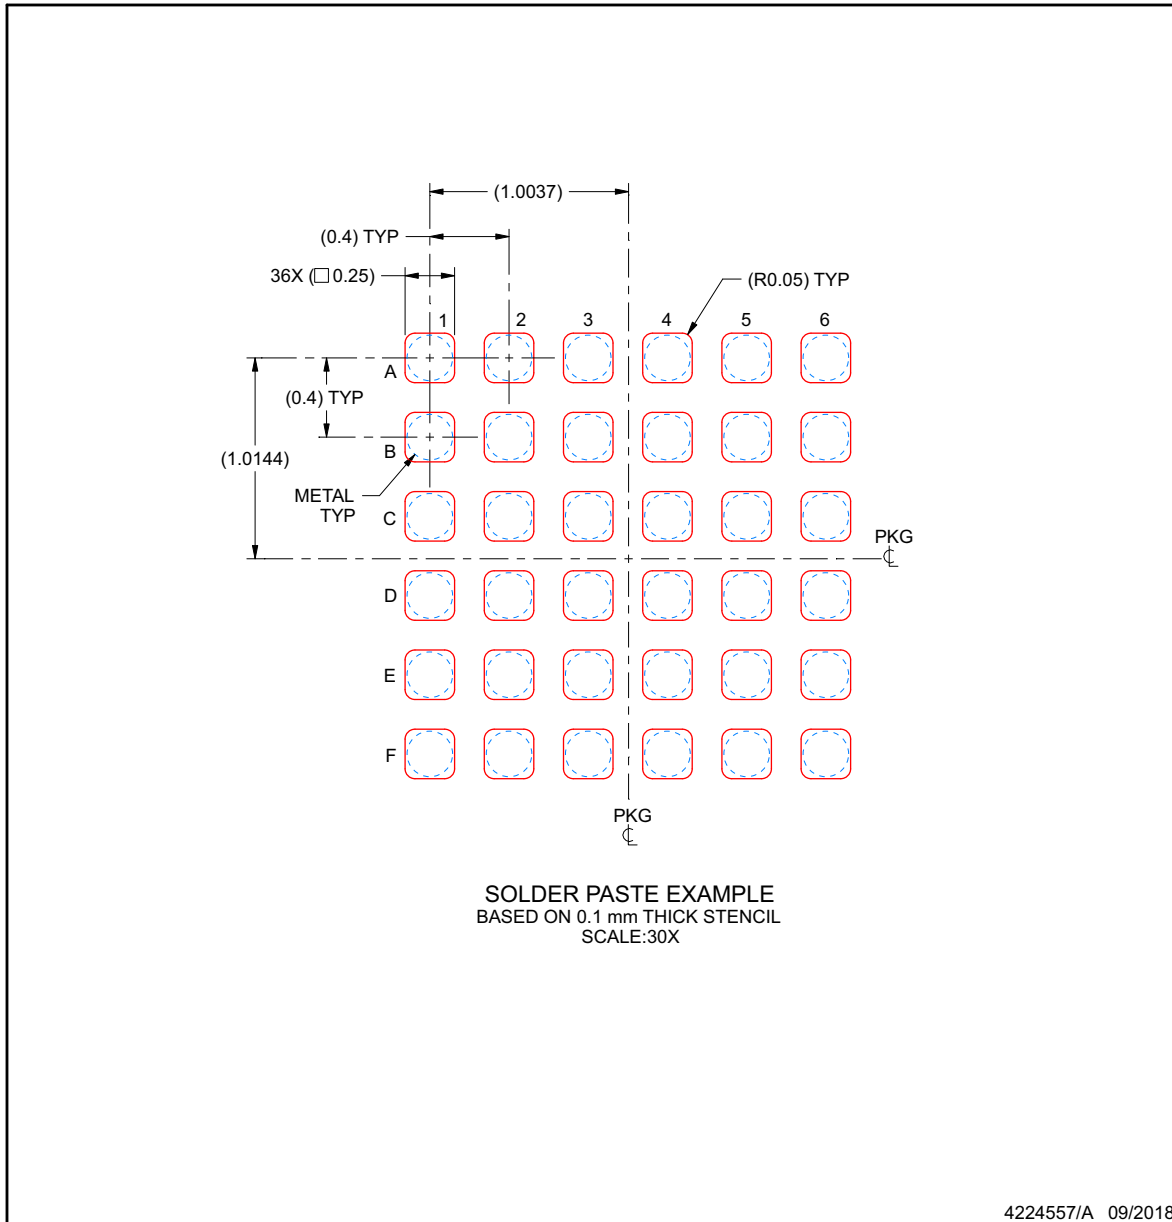 (1.0037)
(0.4) TYP
36X (□ 0.25)
(R0.05) TYP
1 2 3 4 5 6
A
(0.4) TYP
B
(1.0144)
METAL
TYP
C
PKG
℄
D
E
F
PKG
℄
SOLDER PASTE EXAMPLE
BASED ON 0.1 mm THICK STENCIL
SCALE:30X
4224557/A 09/2018